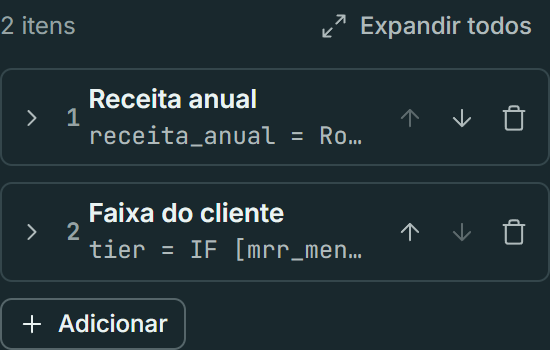 2 itens
Expandir todos
1
Receita anual
receita_anual = Ro…
2
Faixa do cliente
tier = IF [mrr_men…
Adicionar